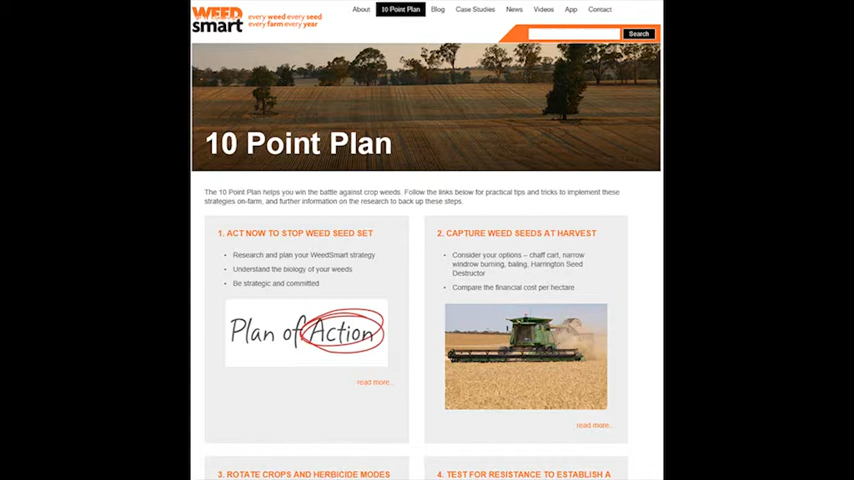 WEED
smart
every weed every seed
every farm every year
About 10 Point Plan Blog Case Studies News Videos App Contact
Search
10 Point Plan
The 10 Point Plan helps you win the battle against crop weeds. Follow the links below for practical tips and tricks to implement these
strategies on-farm, and further information on the research to back up these steps.
1. ACT NOW TO STOP WEED SEED SET
• Research and plan your WeedSmart strategy
• Understand the biology of your weeds
• Be strategic and committed
Plan of Action
read more...
2. CAPTURE WEED SEEDS AT HARVEST
• Consider your options – chaff cart, narrow
windrow burning, baling, Harrington Seed
Destructor
• Compare the financial cost per hectare
read more...
3. ROTATE CROPS AND HERBICIDE MODES
4. TEST FOR RESISTANCE TO ESTABLISH A